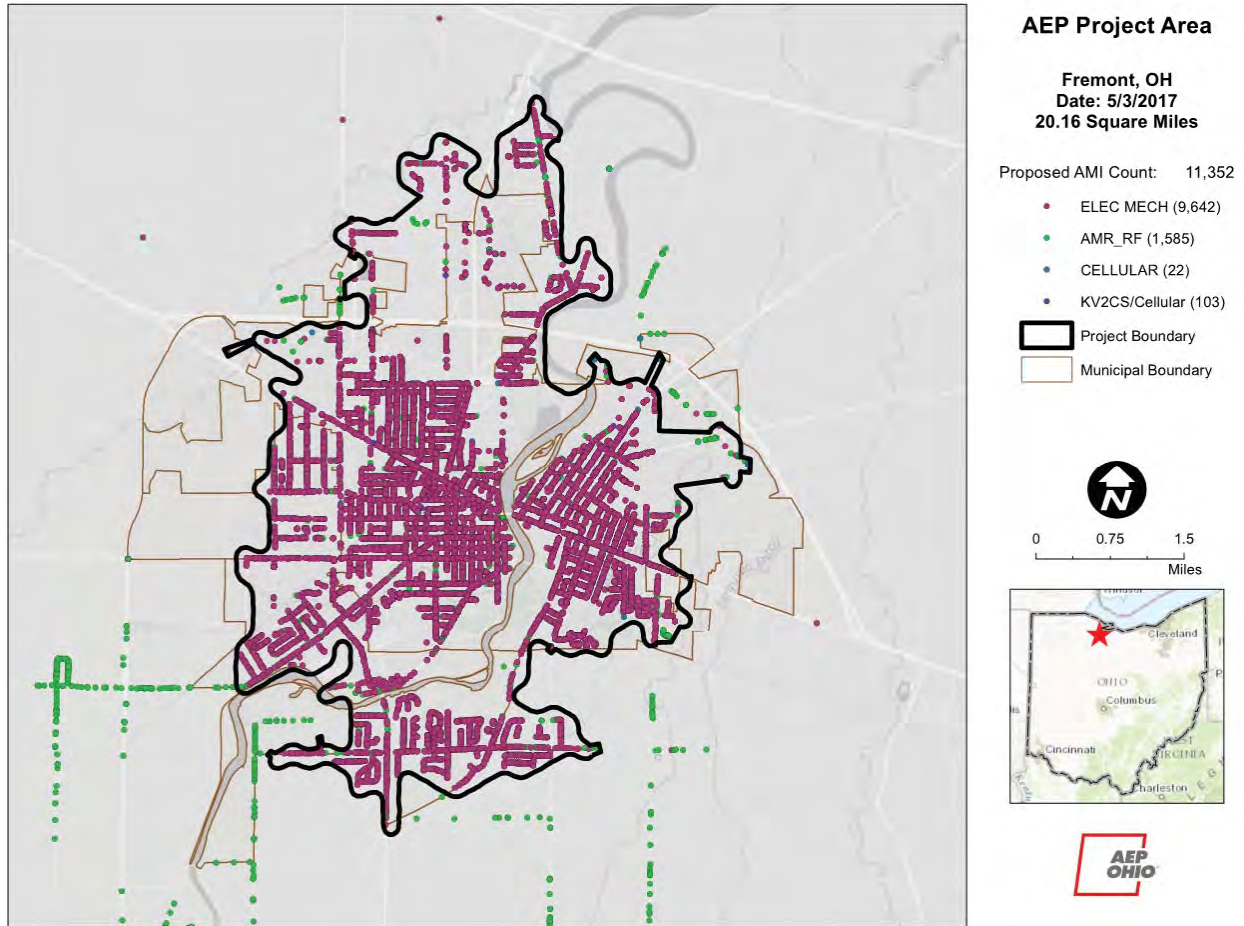 AEP Project Area
Fremont, OH
Date: 5/3/2017
20.16 Square Miles
Proposed AMI Count: 11,352
ELEC MECH (9,642)
AMR_RF (1,585)
CELLULAR (22)
KV2CS/Cellular (103)
Project Boundary
Municipal Boundary
N
0 0.75 1.5
Miles
Windsor
Cleveland
OHIO
Columbus
Cincinnati
VIRGINIA
Charleston
AEP
OHIO